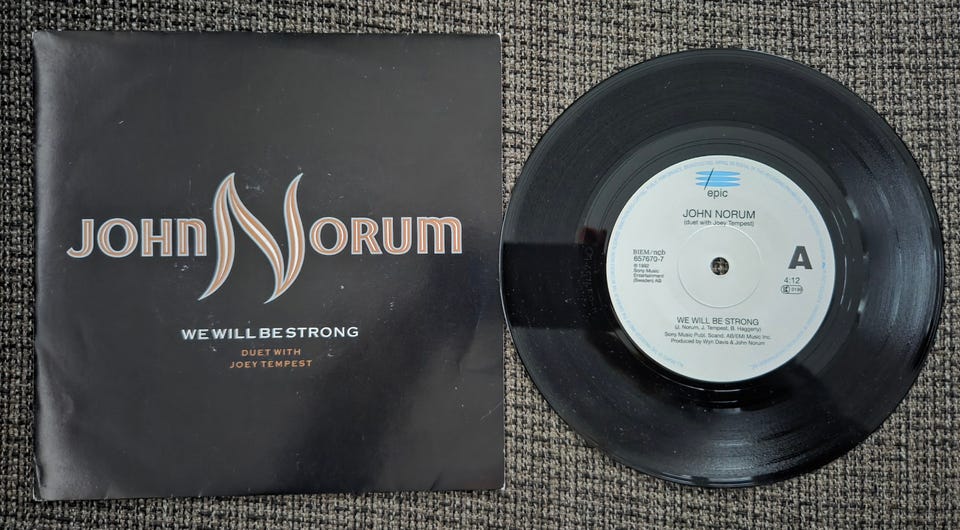 JOHN NORUM
WE WILL BE STRONG
DUET WITH
JOEY TEMPEST
epic
JOHN NORUM
(duet with Joey Tempest)
BIEM/ncb
657670-7
℗ 1992
Sony Music
Entertainment
(Sweden) AB
A
4:12
WE WILL BE STRONG
(J. Norum, J. Tempest, B. Haggerty)
Sony Music Publ. Scand. AB/EMI Music Inc.
Produced by Wyn Davis & John Norum